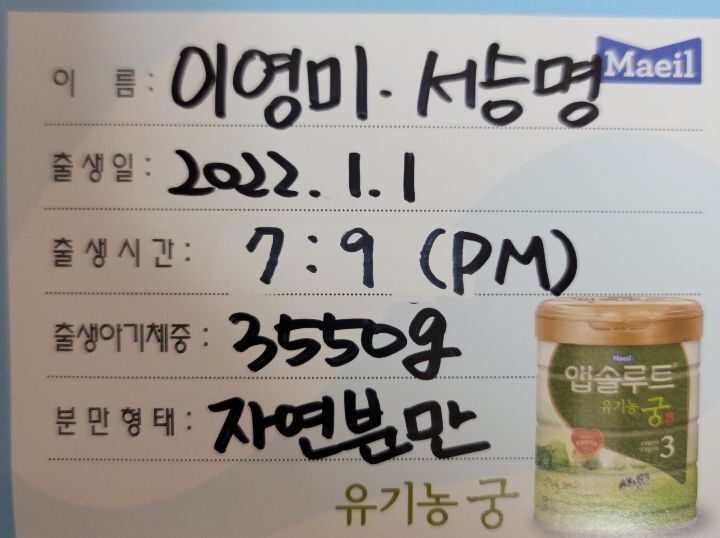 이 름 : 이영미. 서승명
Maeil
출생일 : 2022.1.1
출생시간 : 7:9 (PM)
출생아기체중 : 3550g
분만형태 : 자연분만
Maeil
앱솔루트
유기농 궁
3
유기농 궁